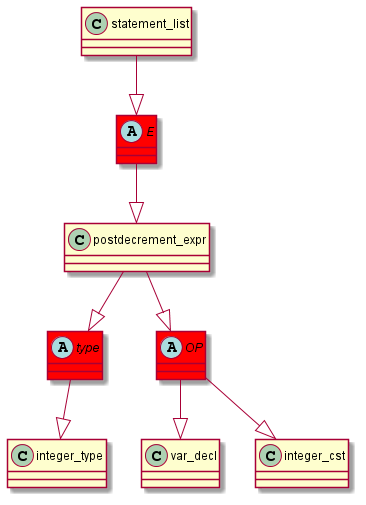 C statement_list
A E
C postdecrement_expr
A type
A OP
C integer_type
C var_decl
C integer_cst